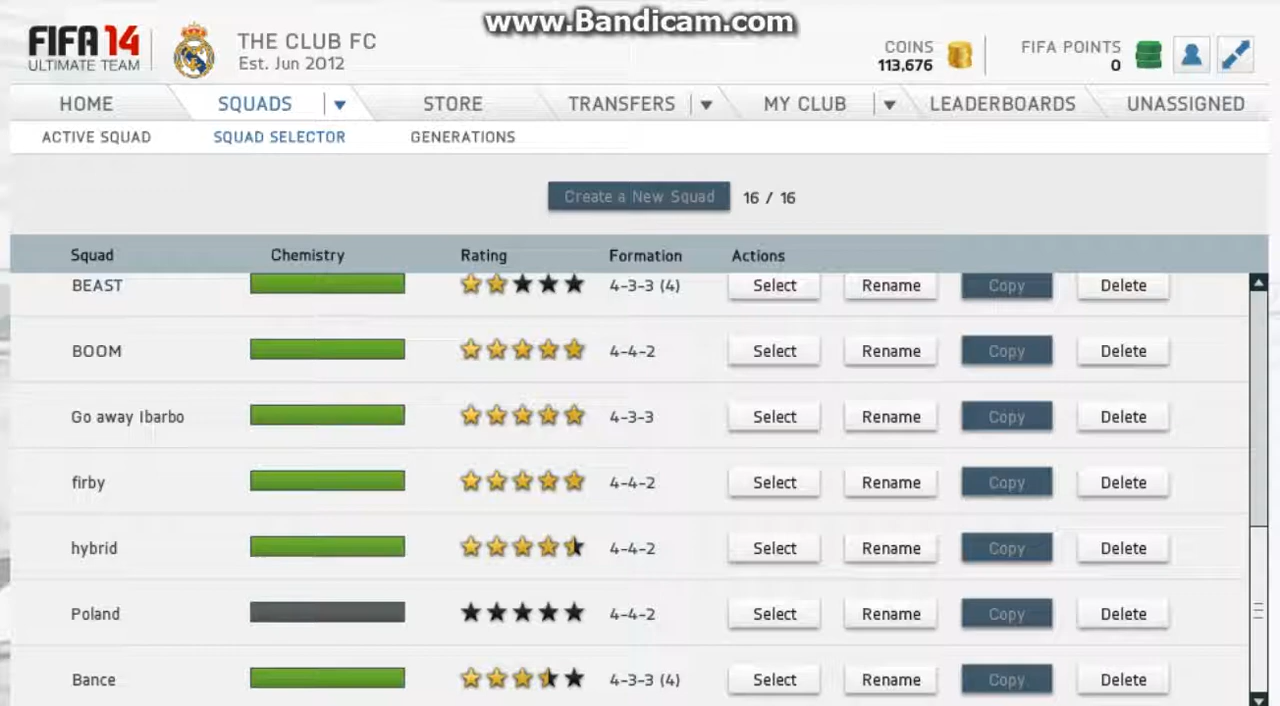 www.Bandicam.com
FIFA 14
ULTIMATE TEAM
THE CLUB FC
Est. Jun 2012
COINS
113,676
FIFA POINTS
0
HOME SQUADS STORE TRANSFERS MY CLUB LEADERBOARDS UNASSIGNED
ACTIVE SQUAD SQUAD SELECTOR GENERATIONS
Create a New Squad 16 / 16
Squad Chemistry Rating Formation Actions
BEAST 4-3-3 (4) Select Rename Copy Delete
BOOM 4-4-2 Select Rename Copy Delete
Go away Ibarbo 4-3-3 Select Rename Copy Delete
firby 4-4-2 Select Rename Copy Delete
hybrid 4-4-2 Select Rename Copy Delete
Poland 4-4-2 Select Rename Copy Delete
Bance 4-3-3 (4) Select Rename Copy Delete